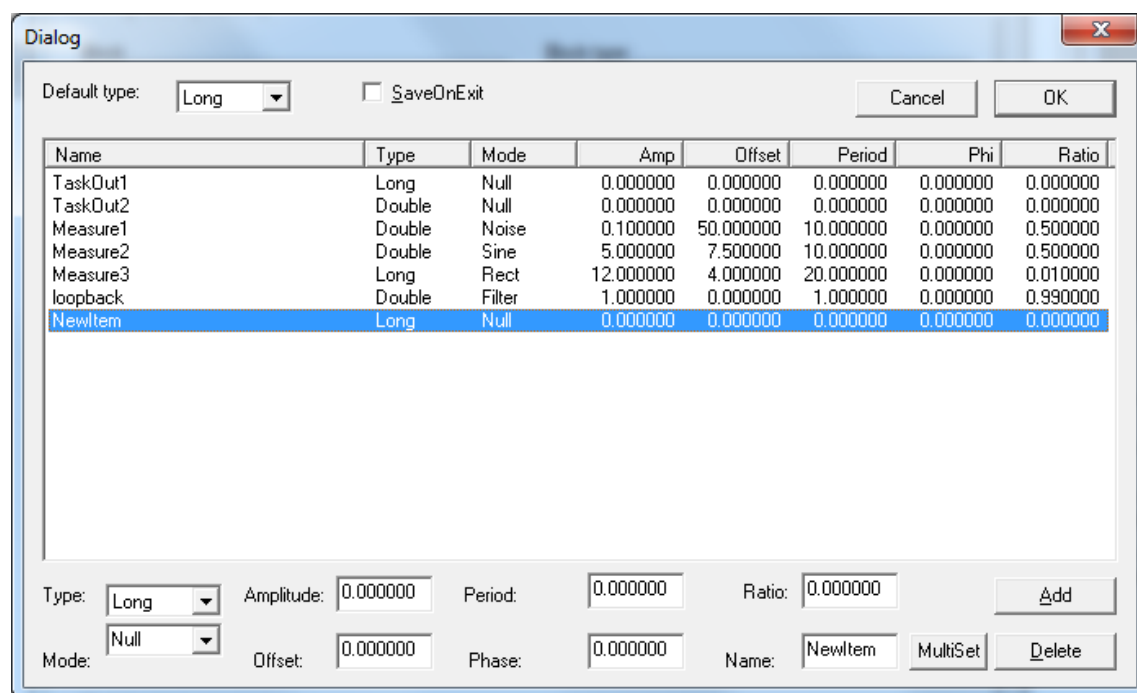 Dialog
Default type: Long SaveOnExit Cancel OK
Name Type Mode Amp Offset Period Phi Ratio
TaskOut1 Long Null 0.000000 0.000000 0.000000 0.000000 0.000000
TaskOut2 Double Null 0.000000 0.000000 0.000000 0.000000 0.000000
Measure1 Double Noise 0.100000 50.000000 10.000000 0.000000 0.500000
Measure2 Double Sine 5.000000 7.500000 10.000000 0.000000 0.500000
Measure3 Long Rect 12.000000 4.000000 20.000000 0.000000 0.010000
loopback Double Filter 1.000000 0.000000 1.000000 0.000000 0.990000
NewItem Long Null 0.000000 0.000000 0.000000 0.000000 0.000000
Type: Long Amplitude: 0.000000 Period: 0.000000 Ratio: 0.000000 Add
Mode: Null Offset: 0.000000 Phase: 0.000000 Name: NewItem MultiSet Delete